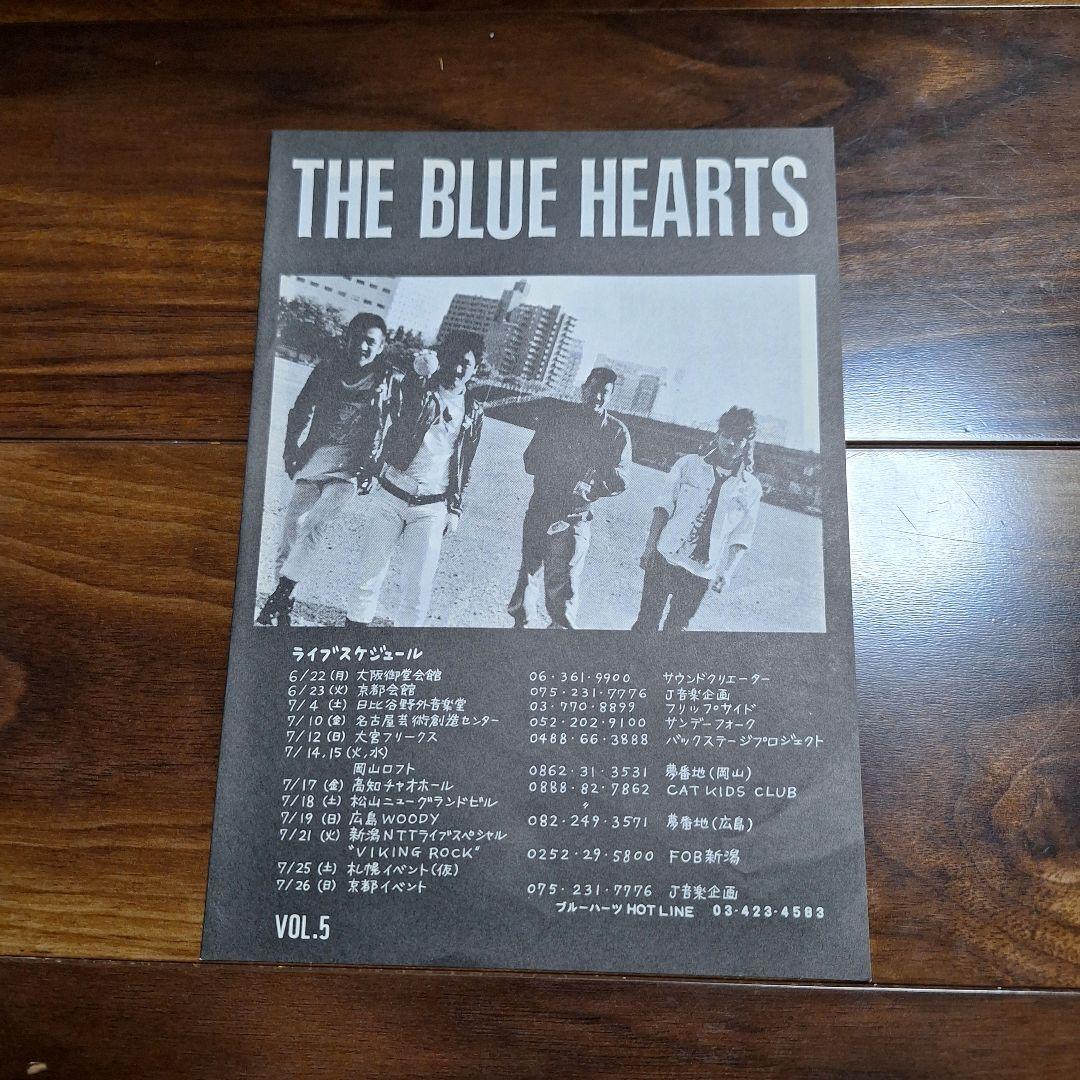 THE BLUE HEARTS
ライブスケジュール
6/22(月) 大阪御堂会館 06・361・9900 サウンドクリエーター
6/23(火) 京都会館 075・231・7776 J音楽企画
7/4(土) 日比谷野外音楽堂 03・770・8899 フリップサイド
7/10(金) 名古屋芸術創造センター 052・202・9100 サンデーフォーク
7/12(日) 大宮フリークス 0488・66・3888 バックステージプロジェクト
7/14,15(火,水)
岡山ロフト 0862・31・3531 夢番地(岡山)
7/17(金) 高知チャオホール 0888・82・7862 CAT KIDS CLUB
7/18(土) 松山ニューグランドビル 〃
7/19(日) 広島WOODY 082・249・3571 夢番地(広島)
7/21(火) 新潟NTTライブスペシャル
"VIKING ROCK" 0252・29・5800 FOB新潟
7/25(土) 札幌イベント(仮)
7/26(日) 京都イベント 075・231・7776 J音楽企画
ブルーハーツ HOT LINE 03-423-4583
VOL.5